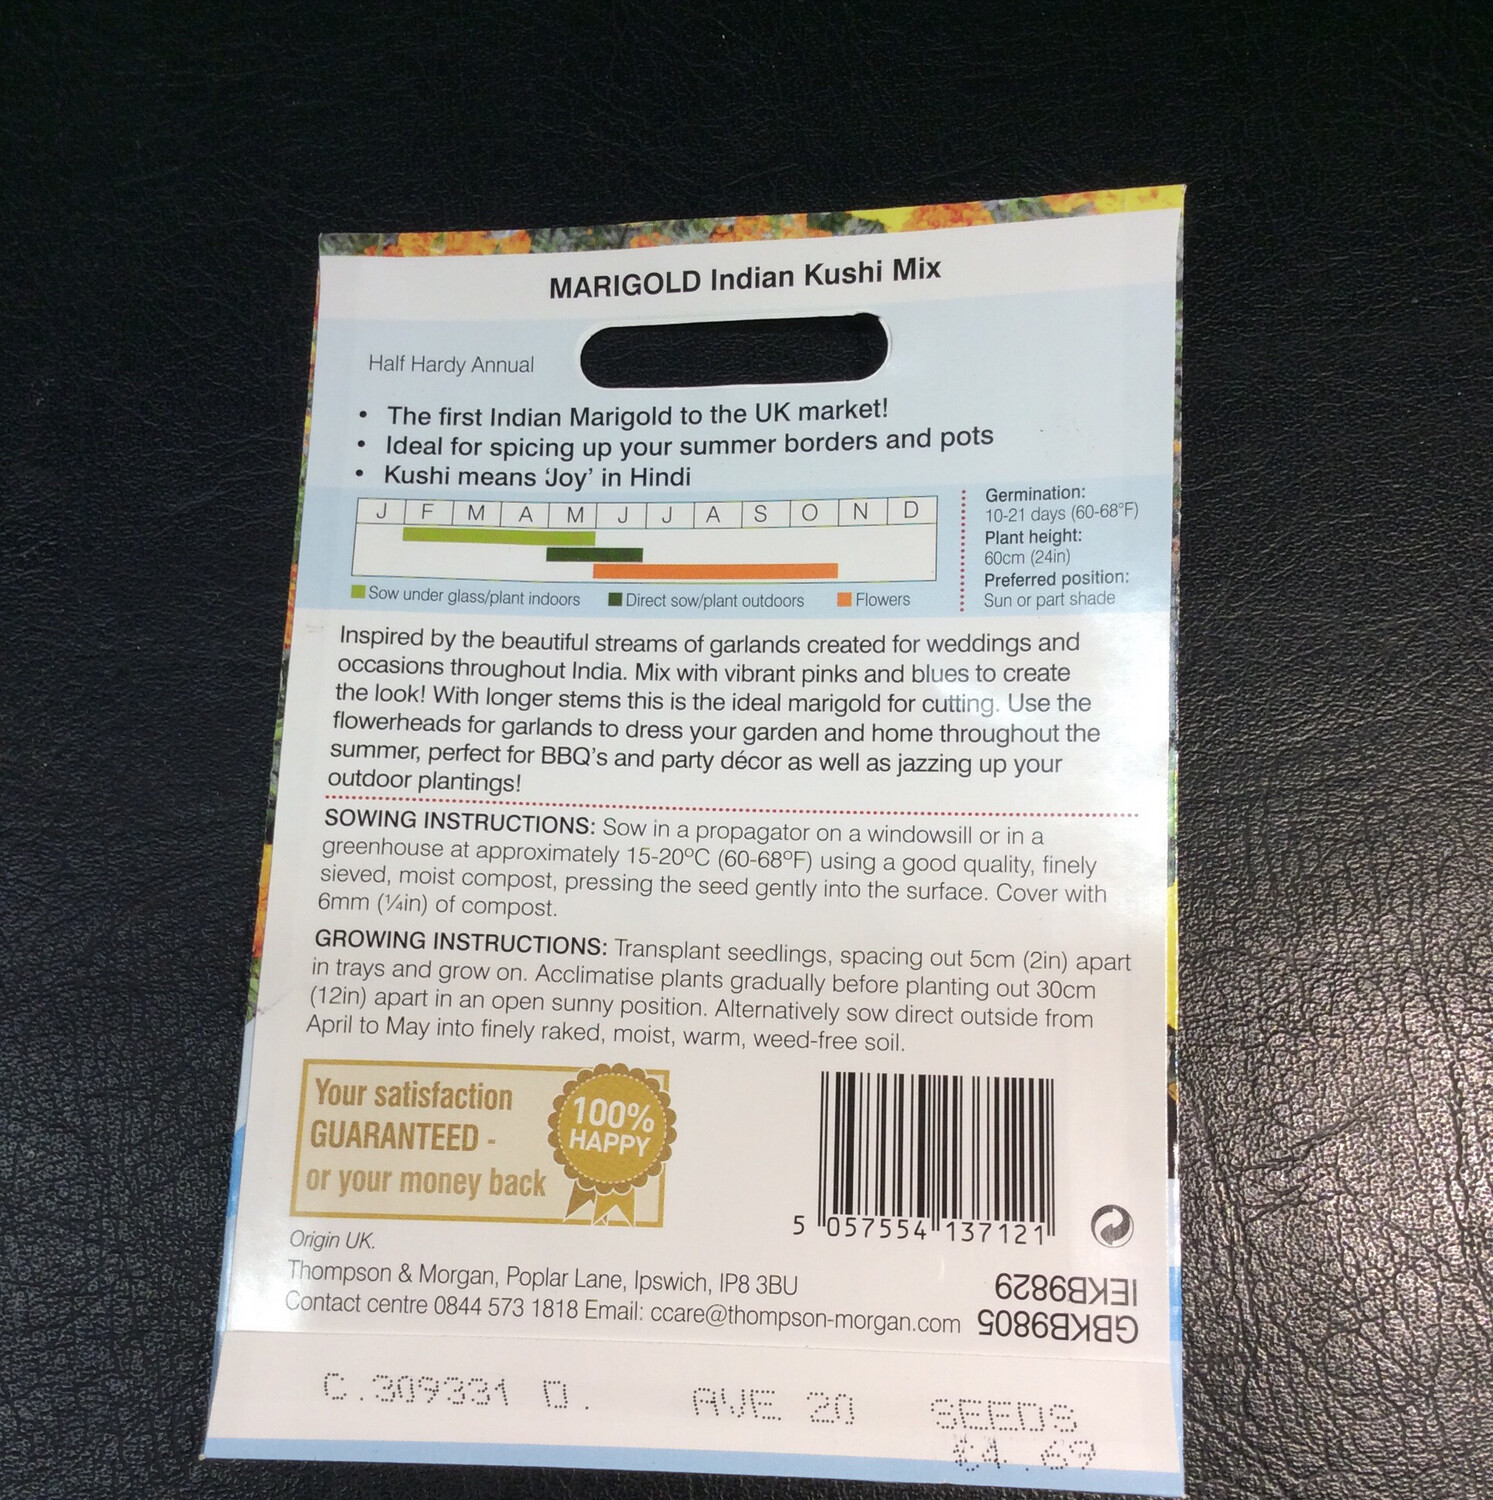 MARIGOLD Indian Kushi Mix
Half Hardy Annual
• The first Indian Marigold to the UK market!
• Ideal for spicing up your summer borders and pots
• Kushi means ‘Joy’ in Hindi
J F M A M J J A S O N D
Sow under glass/plant indoors Direct sow/plant outdoors Flowers
Germination:
10-21 days (60-68°F)
Plant height:
60cm (24in)
Preferred position:
Sun or part shade
Inspired by the beautiful streams of garlands created for weddings and
occasions throughout India. Mix with vibrant pinks and blues to create
the look! With longer stems this is the ideal marigold for cutting. Use the
flowerheads for garlands to dress your garden and home throughout the
summer, perfect for BBQ’s and party décor as well as jazzing up your
outdoor plantings!
SOWING INSTRUCTIONS: Sow in a propagator on a windowsill or in a
greenhouse at approximately 15-20ºC (60-68ºF) using a good quality, finely
sieved, moist compost, pressing the seed gently into the surface. Cover with
6mm (¼in) of compost.
GROWING INSTRUCTIONS: Transplant seedlings, spacing out 5cm (2in) apart
in trays and grow on. Acclimatise plants gradually before planting out 30cm
(12in) apart in an open sunny position. Alternatively sow direct outside from
April to May into finely raked, moist, warm, weed-free soil.
Your satisfaction
GUARANTEED -
or your money back
100%
HAPPY
5 057554 137121
Origin UK.
Thompson & Morgan, Poplar Lane, Ipswich, IP8 3BU
Contact centre 0844 573 1818 Email: ccare@thompson-morgan.com
GBKB9805
IEKB9829
C.309331 D. AVE 20 SEEDS
£4.69